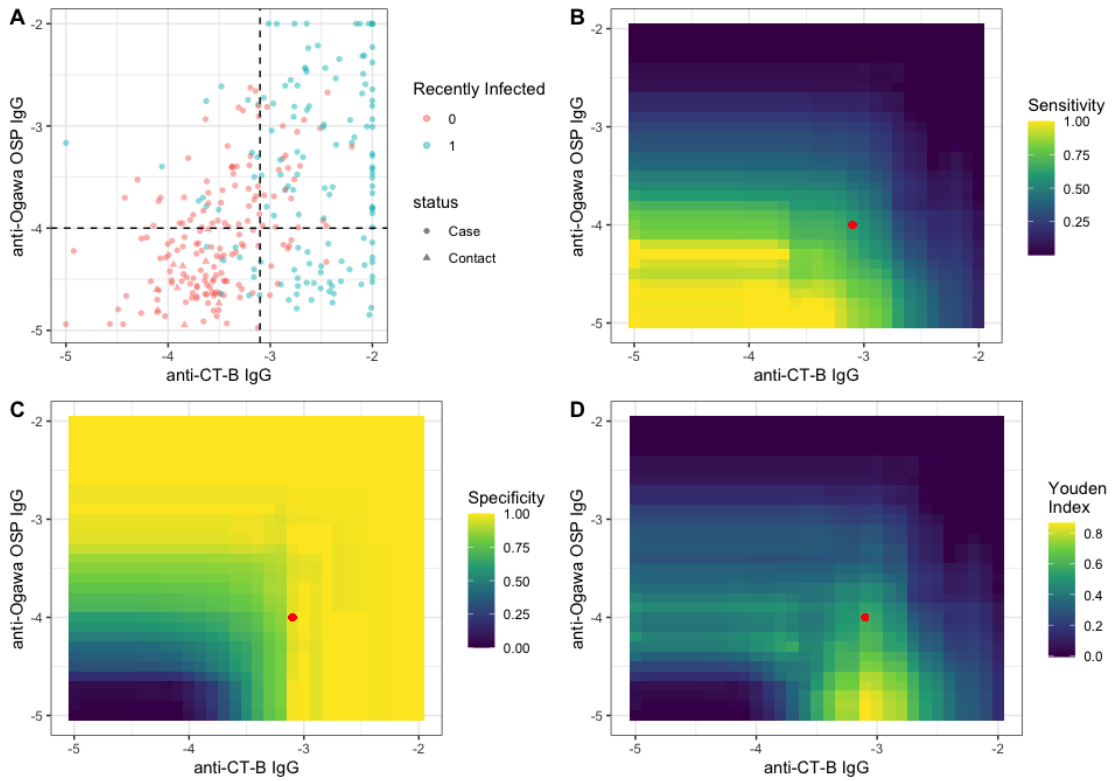 A
-2
-3
-4
-5
anti-Ogawa OSP IgG
-5
-4
-3
-2
anti-CT-B IgG
Recently Infected
0
1
status
Case
Contact
B
-2
-3
-4
-5
anti-Ogawa OSP IgG
-5
-4
-3
-2
anti-CT-B IgG
Sensitivity
1.00
0.75
0.50
0.25
C
-2
-3
-4
-5
anti-Ogawa OSP IgG
-5
-4
-3
-2
anti-CT-B IgG
Specificity
1.00
0.75
0.50
0.25
0.00
D
-2
-3
-4
-5
anti-Ogawa OSP IgG
-5
-4
-3
-2
anti-CT-B IgG
Youden
Index
0.8
0.6
0.4
0.2
0.0